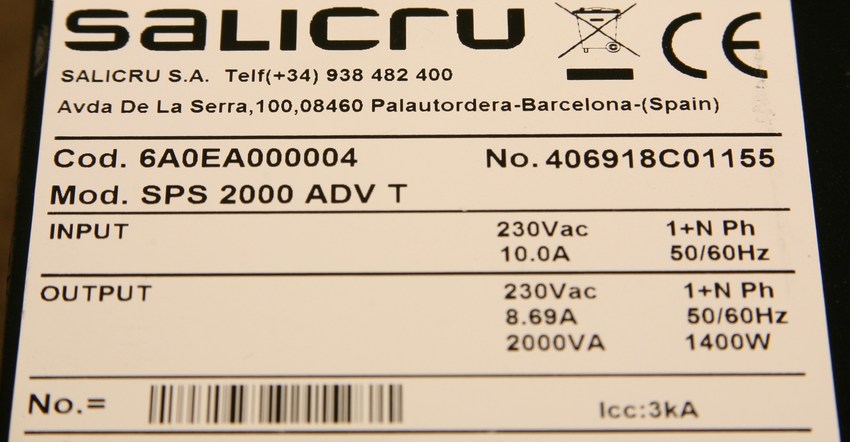 SALICRU
SALICRU S.A. Telf(+34) 938 482 400
Avda De La Serra,100,08460 Palautordera-Barcelona-(Spain)
CE
Cod. 6A0EA000004 No. 406918C01155
Mod. SPS 2000 ADV T
INPUT 230Vac 1+N Ph
10.0A 50/60Hz
OUTPUT 230Vac 1+N Ph
8.69A 50/60Hz
2000VA 1400W
No.= Icc:3kA